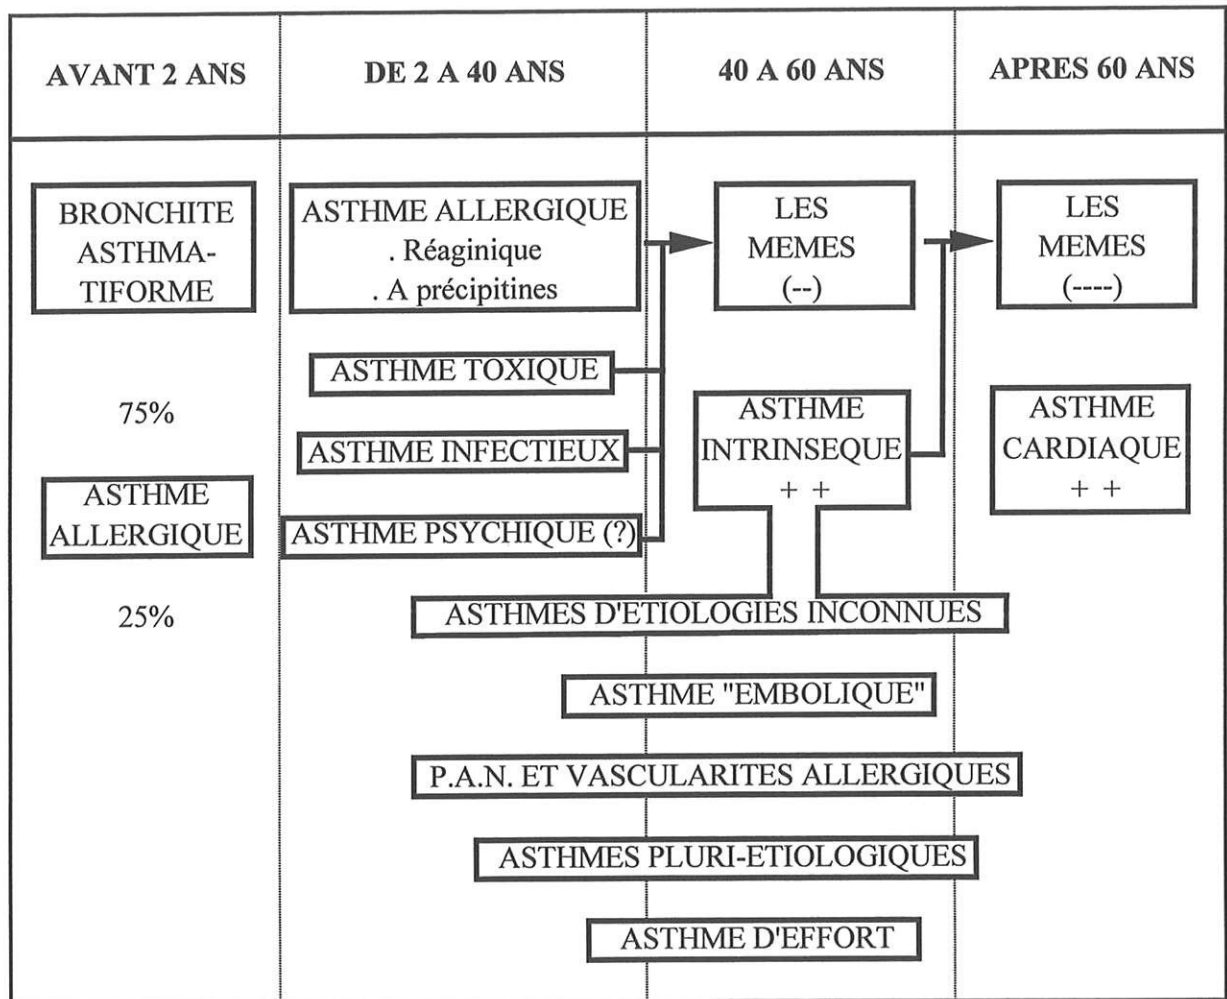 AVANT 2 ANS
DE 2 A 40 ANS
40 A 60 ANS
APRES 60 ANS
BRONCHITE
ASTHMA-
TIFORME
75%
ASTHME
ALLERGIQUE
25%
ASTHME ALLERGIQUE
. Réaginique
. A précipitines
ASTHME TOXIQUE
ASTHME INFECTIEUX
ASTHME PSYCHIQUE (?)
LES
MEMES
(--)
ASTHME
INTRINSEQUE
+ +
LES
MEMES
(----)
ASTHME
CARDIAQUE
+ +
ASTHMES D'ETIOLOGIES INCONNUES
ASTHME "EMBOLIQUE"
P.A.N. ET VASCULARITES ALLERGIQUES
ASTHMES PLURI-ETIOLOGIQUES
ASTHME D'EFFORT